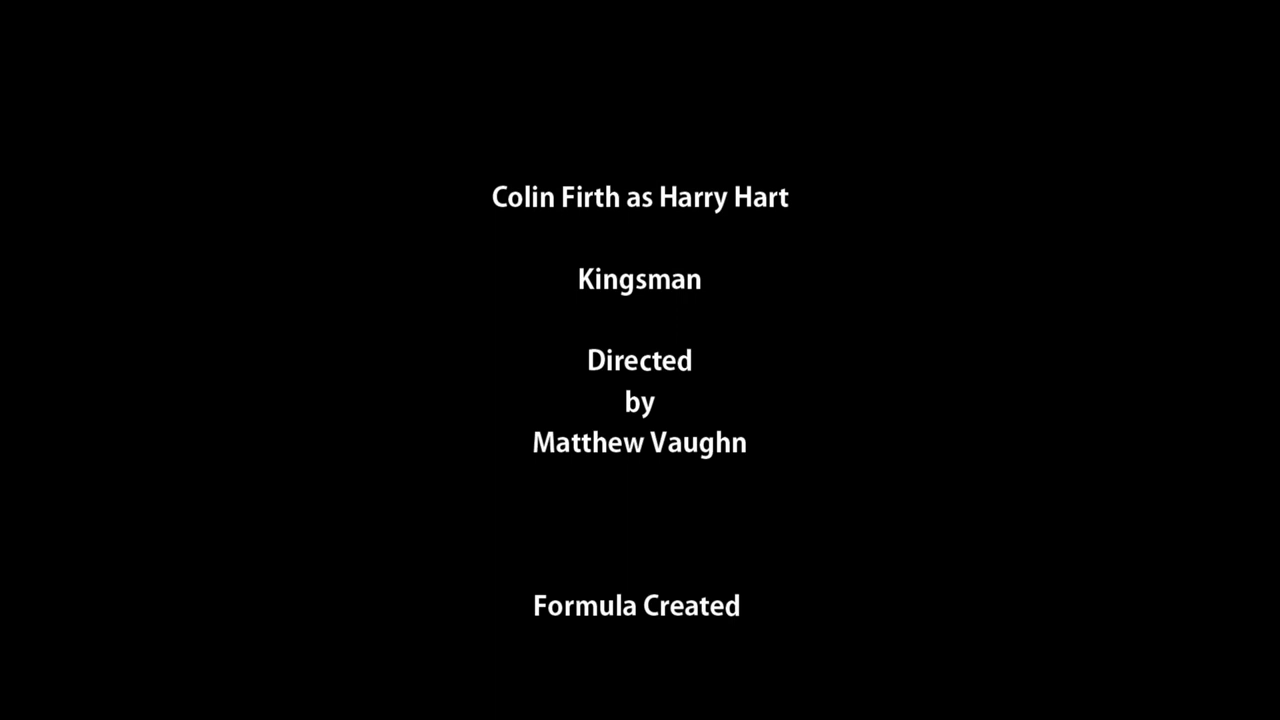 Colin Firth as Harry Hart
Kingsman
Directed
by
Matthew Vaughn
Formula Created